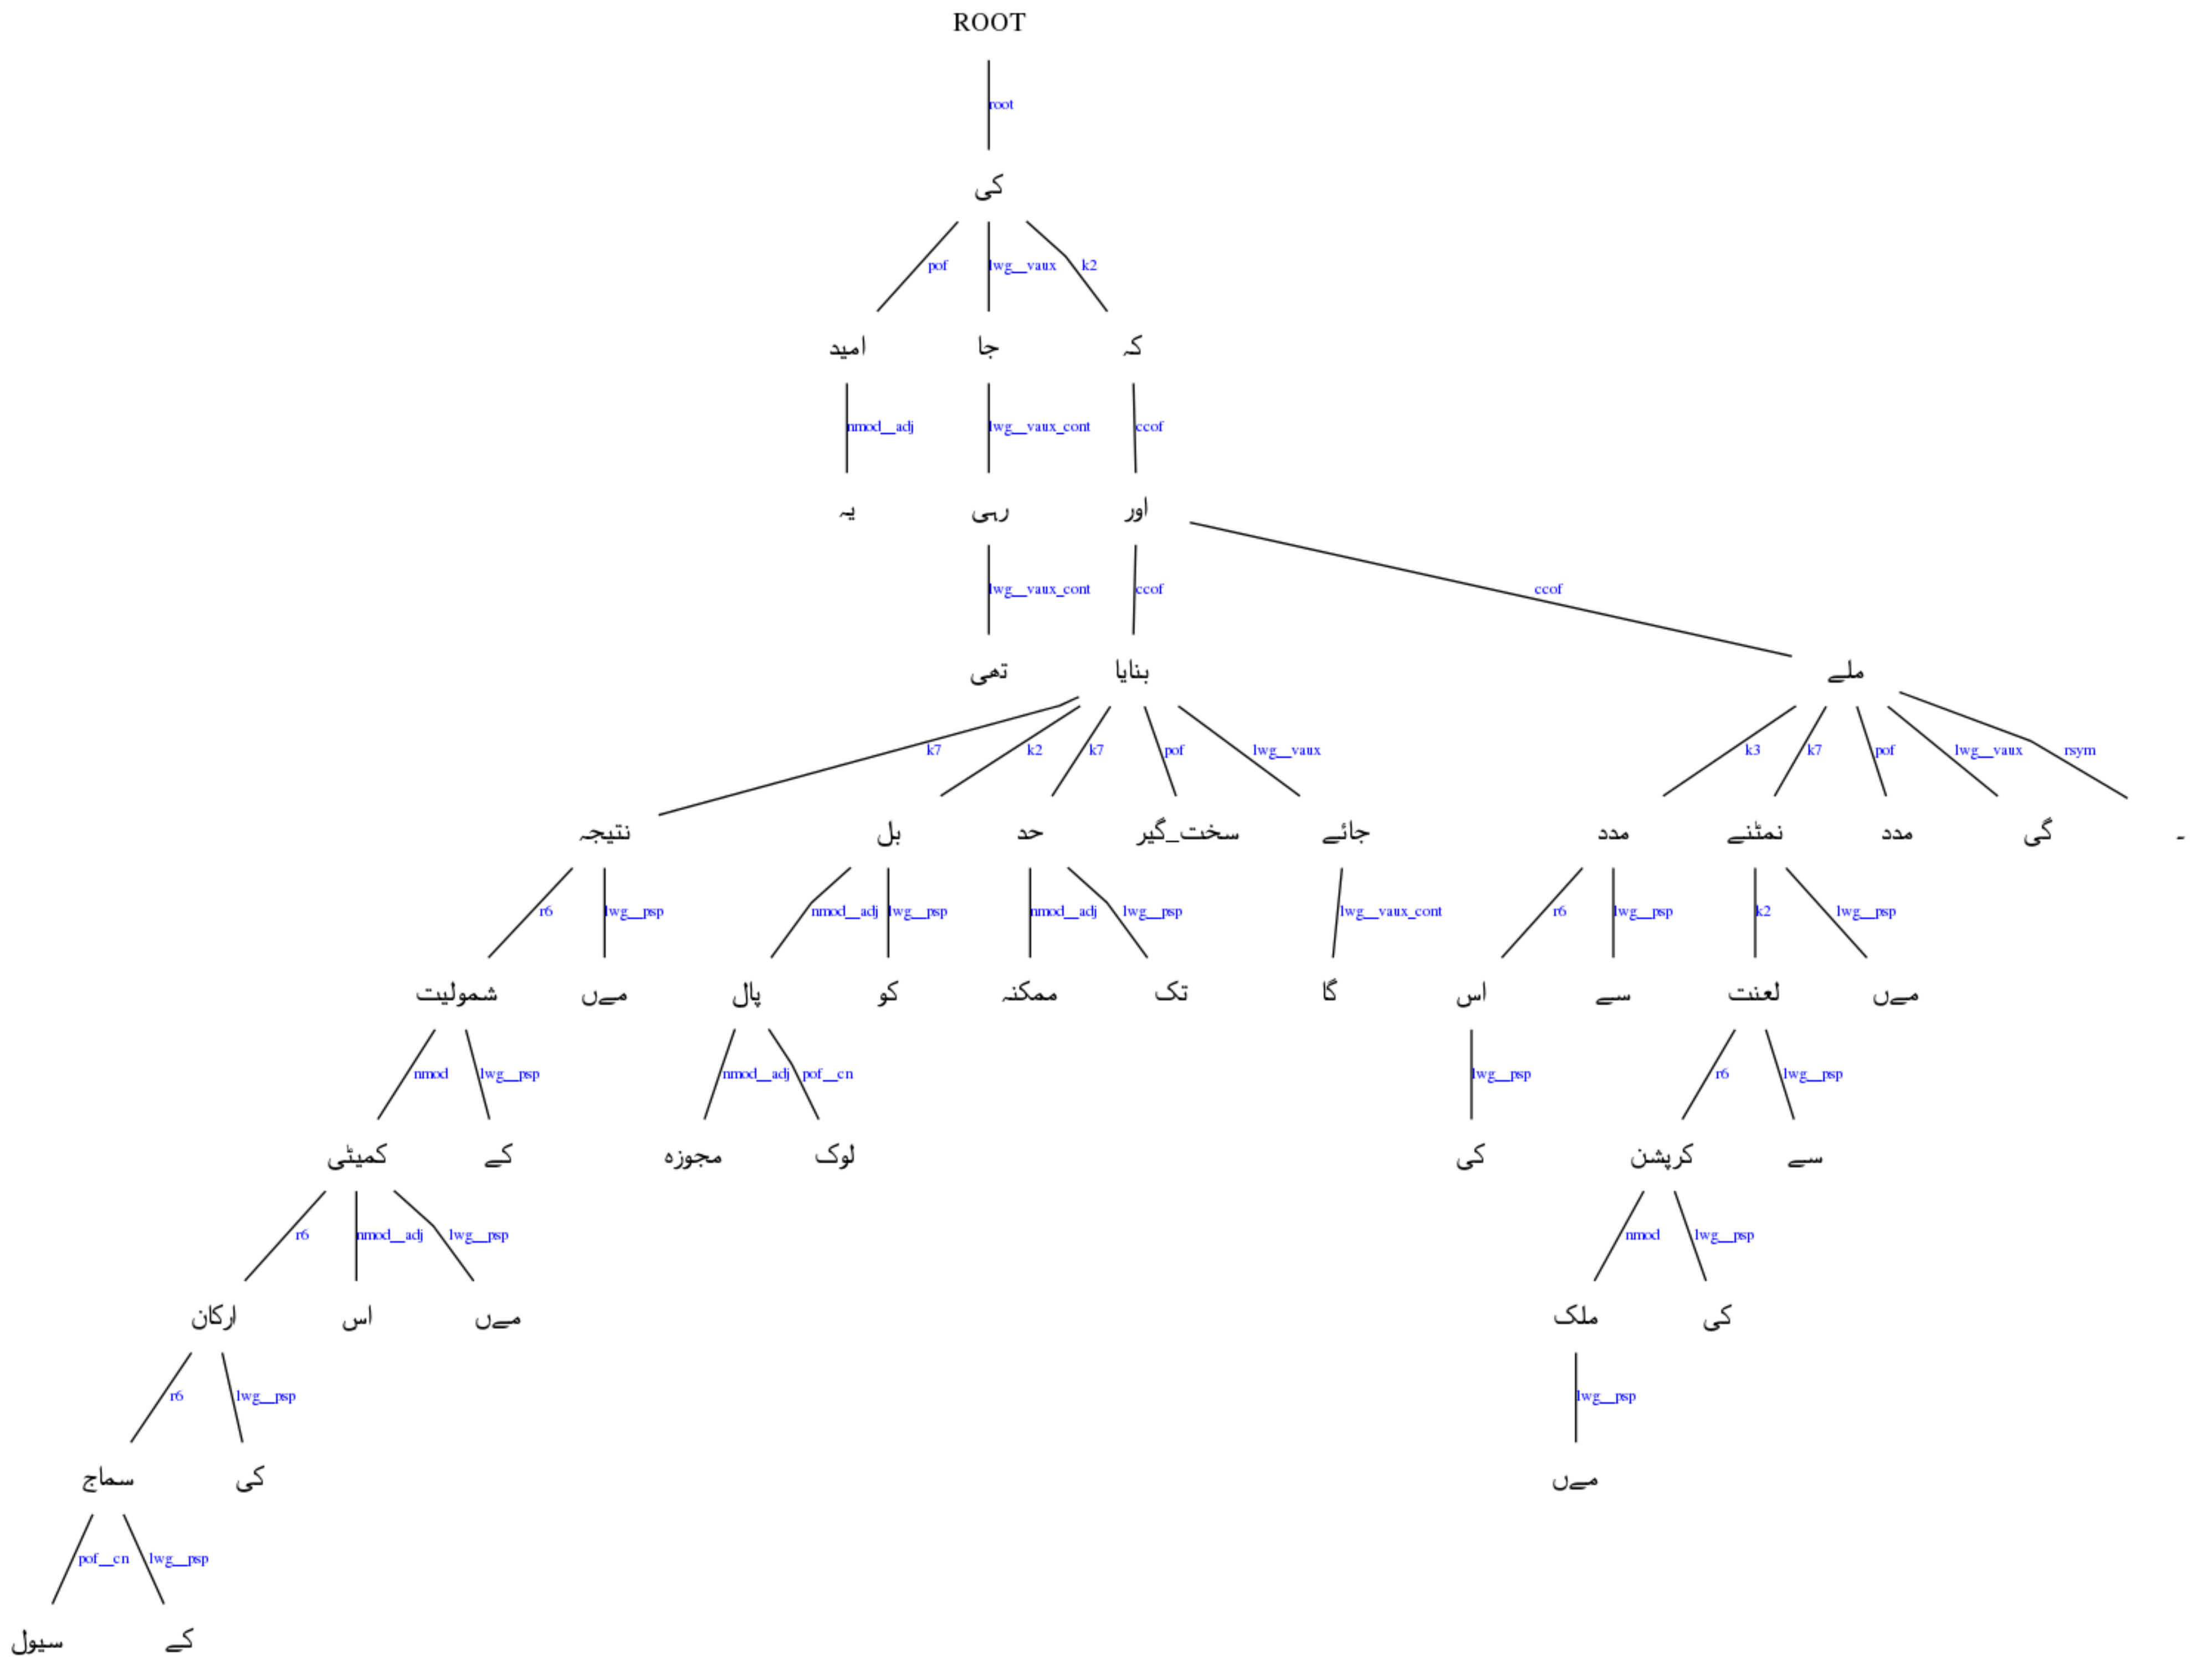 ROOT
root
کی
pof lwg__vaux k2
امید جا کہ
nmod__adj lwg__vaux_cont ccof
یہ رہی اور
lwg__vaux_cont ccof ccof
تھی بنایا ملے
k7 k2 k7 pof lwg__vaux k3 k7 pof lwg__vaux rsym
نتیجہ بل حد سخت_گیر جائے مدد نمٹنے مدد گی ۔
r6 lwg__psp nmod__adj lwg__psp nmod__adj lwg__psp lwg__vaux_cont r6 lwg__psp k2 lwg__psp
شمولیت مےں پال کو ممکنہ تک گا اس سے لعنت مےں
nmod lwg__psp nmod__adj pof__cn lwg__psp r6 lwg__psp
کمیٹی کے مجوزہ لوک کی کرپشن سے
r6 nmod__adj lwg__psp nmod lwg__psp
ارکان اس مےں ملک کی
r6 lwg__psp lwg__psp
سماج کی مےں
pof__cn lwg__psp
سیول کے